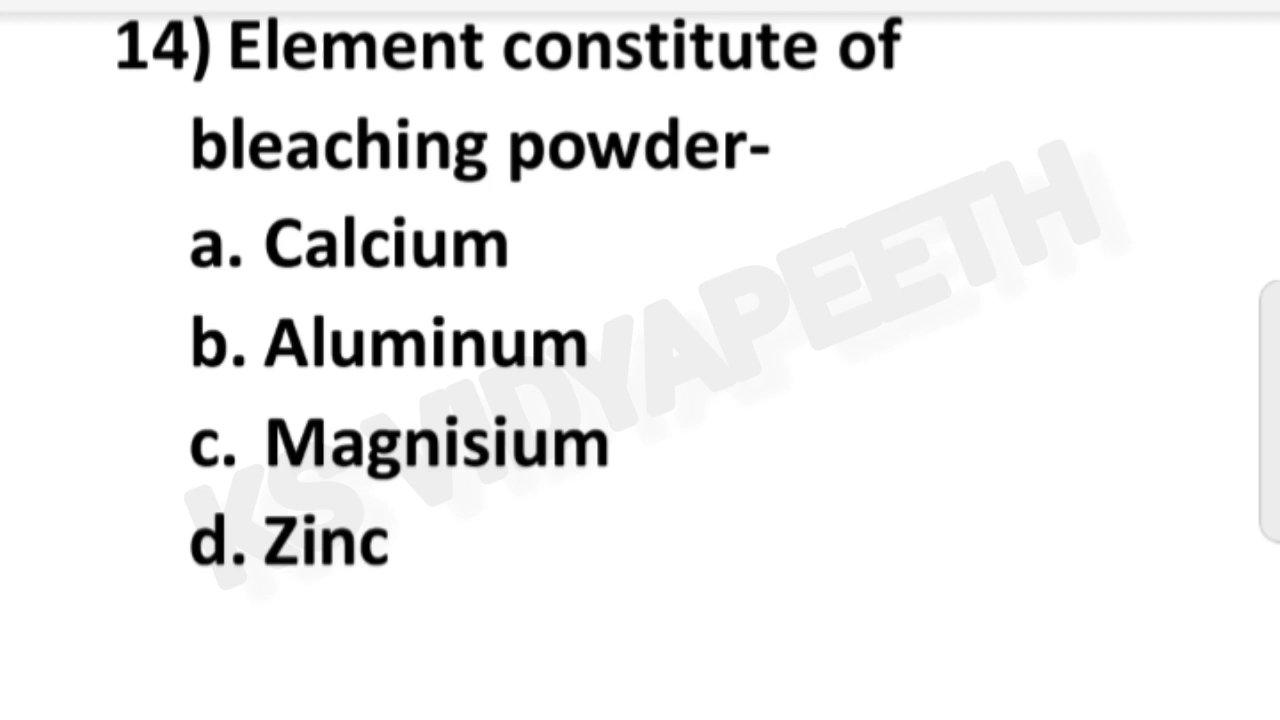 14) Element constitute of
bleaching powder-
a. Calcium
b. Aluminum
c. Magnisium
d. Zinc
KS VIDYAPEETH